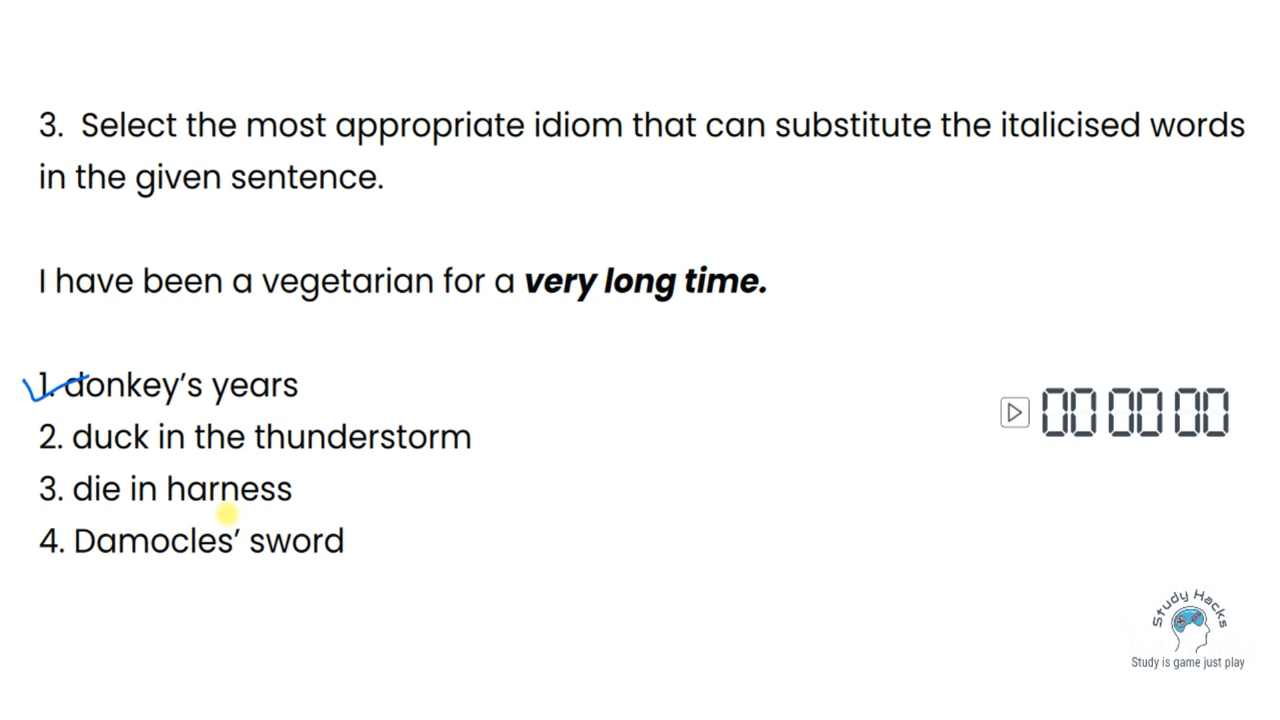 3. Select the most appropriate idiom that can substitute the italicised words
in the given sentence.
I have been a vegetarian for a very long time.
1. donkey's years
2. duck in the thunderstorm
3. die in harness
4. Damocles' sword
00 00 00
Study Hacks
Study is game just play